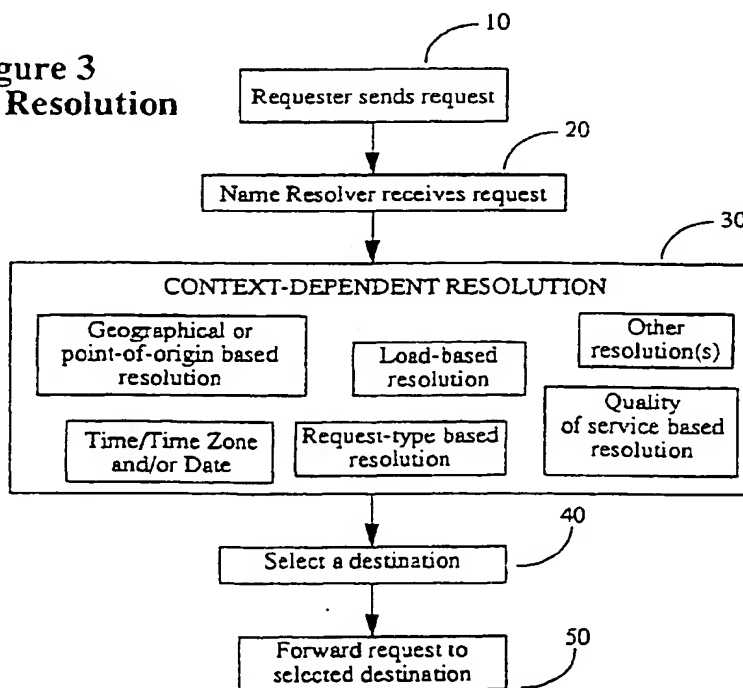 gure 3
Resolution
10
Requester sends request
20
Name Resolver receives request
30
CONTEXT-DEPENDENT RESOLUTION
Geographical or
point-of-origin based
resolution
Load-based
resolution
Other
resolution(s)
Time/Time Zone
and/or Date
Request-type based
resolution
Quality
of service based
resolution
40
Select a destination
50
Forward request to
selected destination